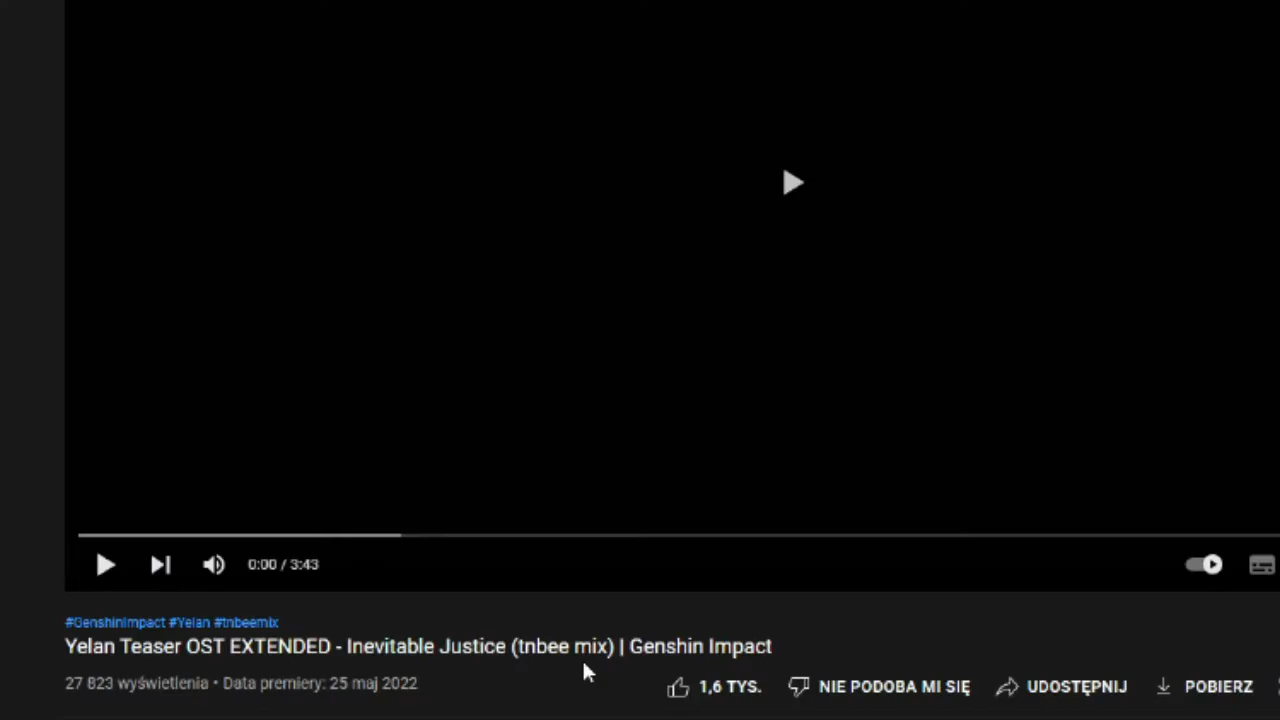 0:00 / 3:43
#GenshinImpact #Yelan #tnbeemix
Yelan Teaser OST EXTENDED - Inevitable Justice (tnbee mix) | Genshin Impact
27 823 wyświetlenia • Data premiery: 25 maj 2022
1,6 TYS. NIE PODOBA MI SIĘ UDOSTĘPNIJ POBIERZ